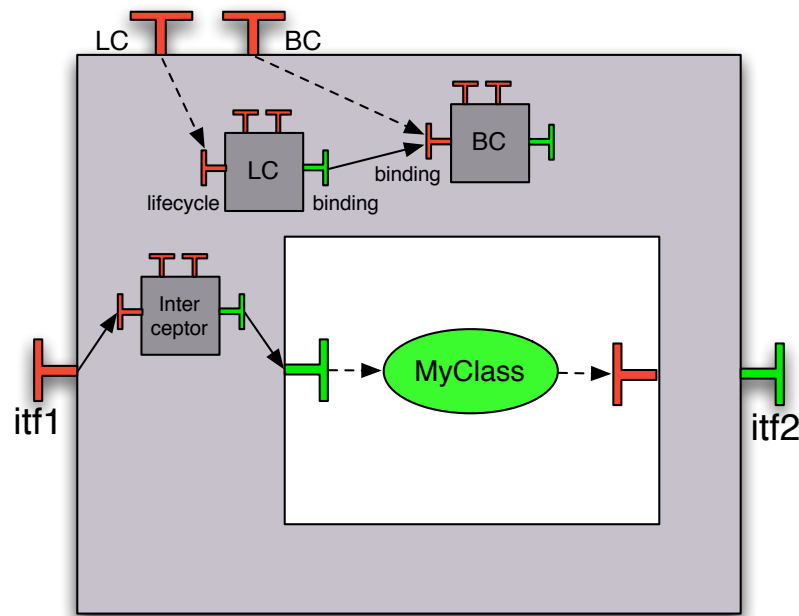 LC
BC
BC
LC
binding
lifecycle
binding
Inter
ceptor
MyClass
itf1
itf2